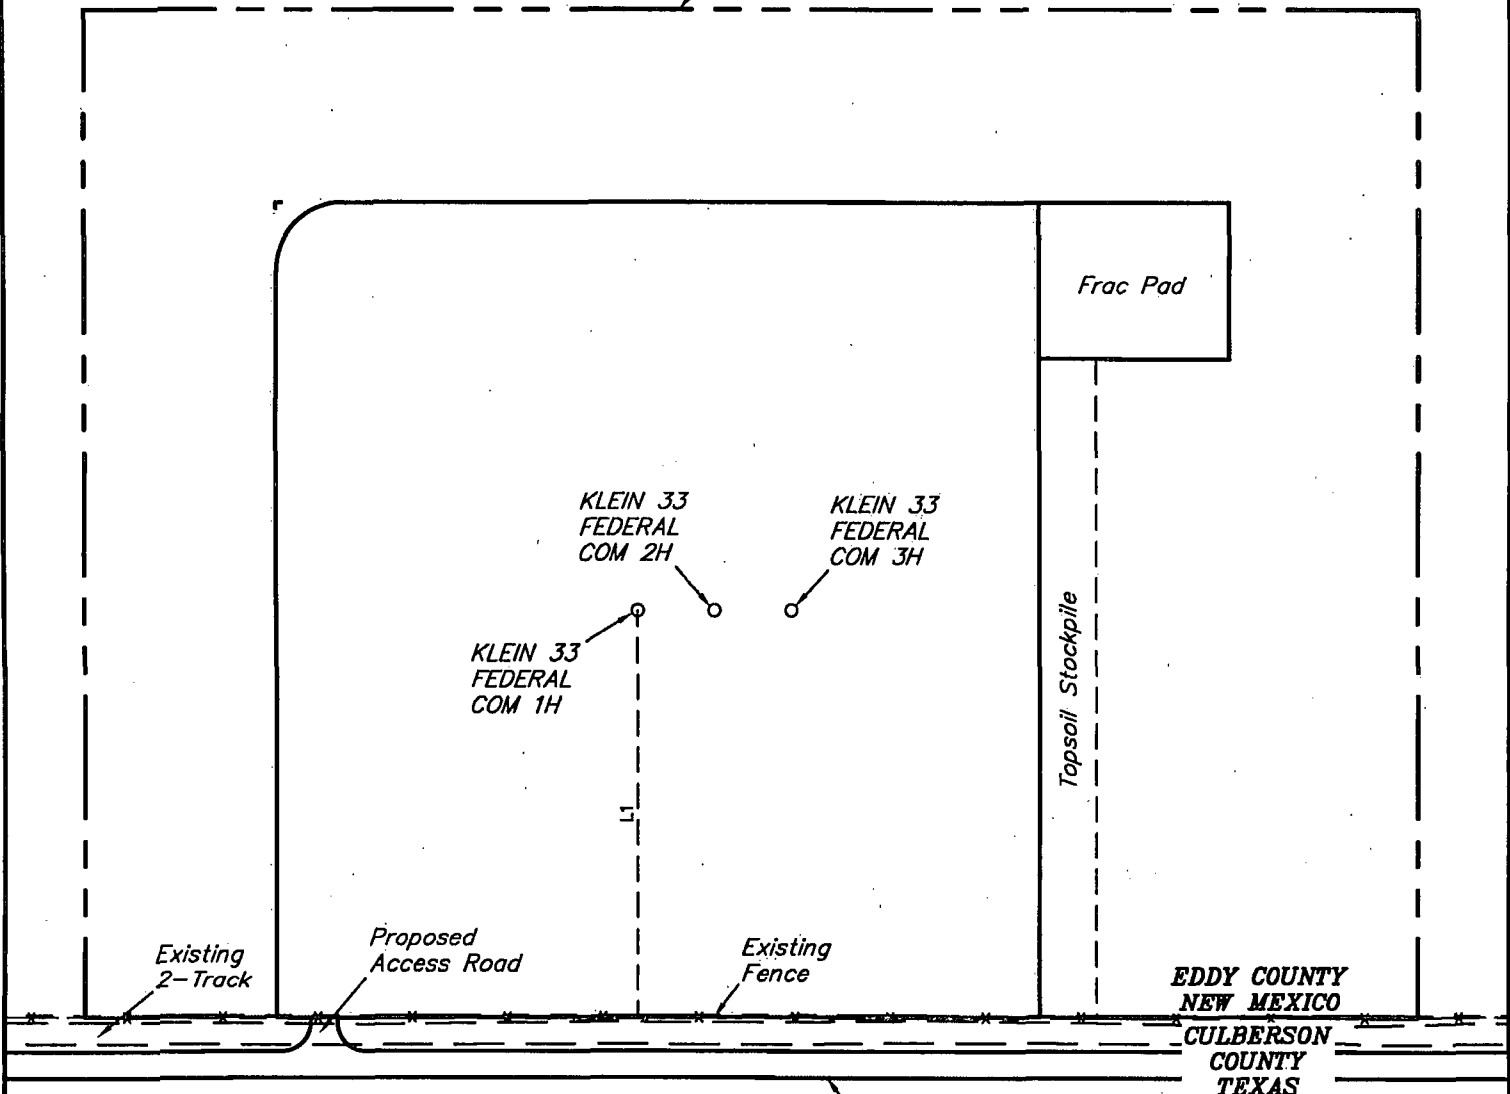 Frac Pad
KLEIN 33
FEDERAL
COM 2H
KLEIN 33
FEDERAL
COM 3H
KLEIN 33
FEDERAL
COM 1H
Topsoil Stockpile
L1
Existing
2-Track
Proposed
Access Road
Existing
Fence
EDDY COUNTY
NEW MEXICO
CULBERSON
COUNTY
TEXAS